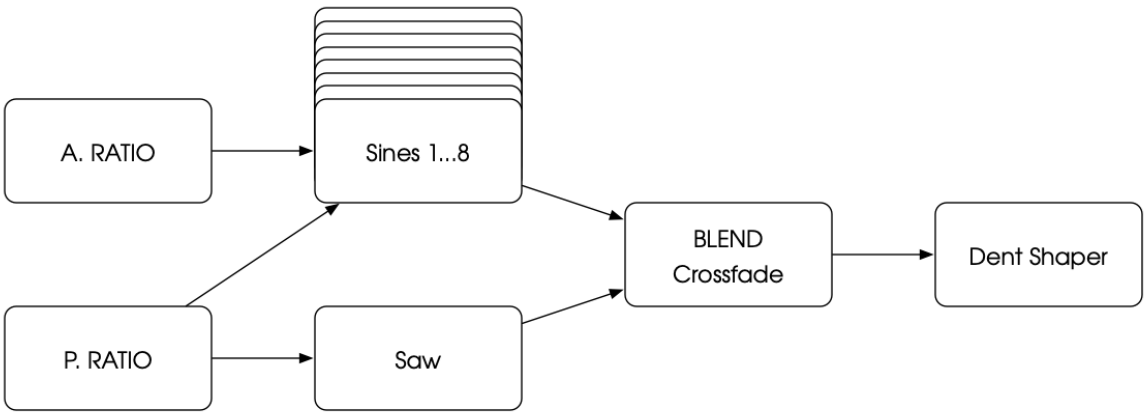 A. RATIO
Sines 1...8
P. RATIO
Saw
BLEND
Crossfade
Dent Shaper